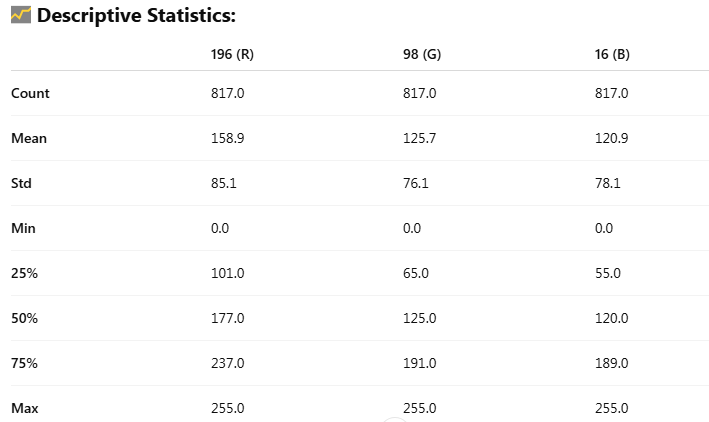 Descriptive Statistics:
196 (R) 98 (G) 16 (B)
Count 817.0 817.0 817.0
Mean 158.9 125.7 120.9
Std 85.1 76.1 78.1
Min 0.0 0.0 0.0
25% 101.0 65.0 55.0
50% 177.0 125.0 120.0
75% 237.0 191.0 189.0
Max 255.0 255.0 255.0